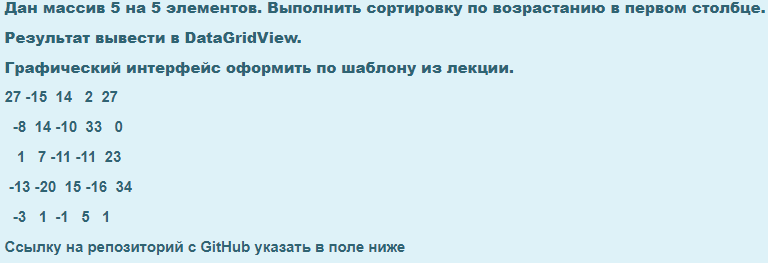 Дан массив 5 на 5 элементов. Выполнить сортировку по возрастанию в первом столбце.
Результат вывести в DataGridView.
Графический интерфейс оформить по шаблону из лекции.
27 -15 14 2 27
-8 14 -10 33 0
1 7 -11 -11 23
-13 -20 15 -16 34
-3 1 -1 5 1
Ссылку на репозиторий с GitHub указать в поле ниже